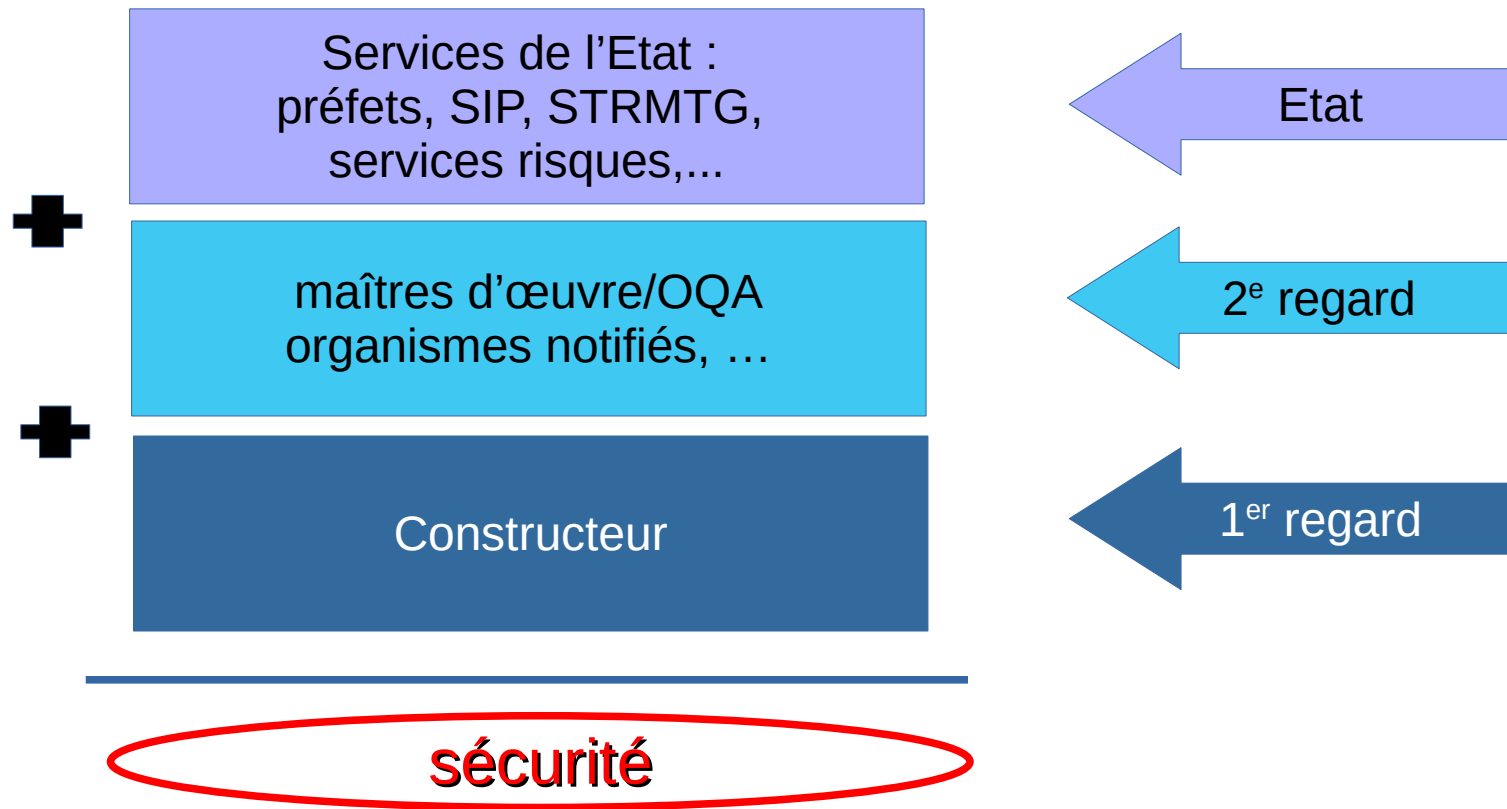 Services de l’Etat :
préfets, SIP, STRMTG,
services risques,...
Etat
maîtres d’œuvre/OQA
organismes notifiés, …
2e regard
Constructeur
1er regard
sécurité